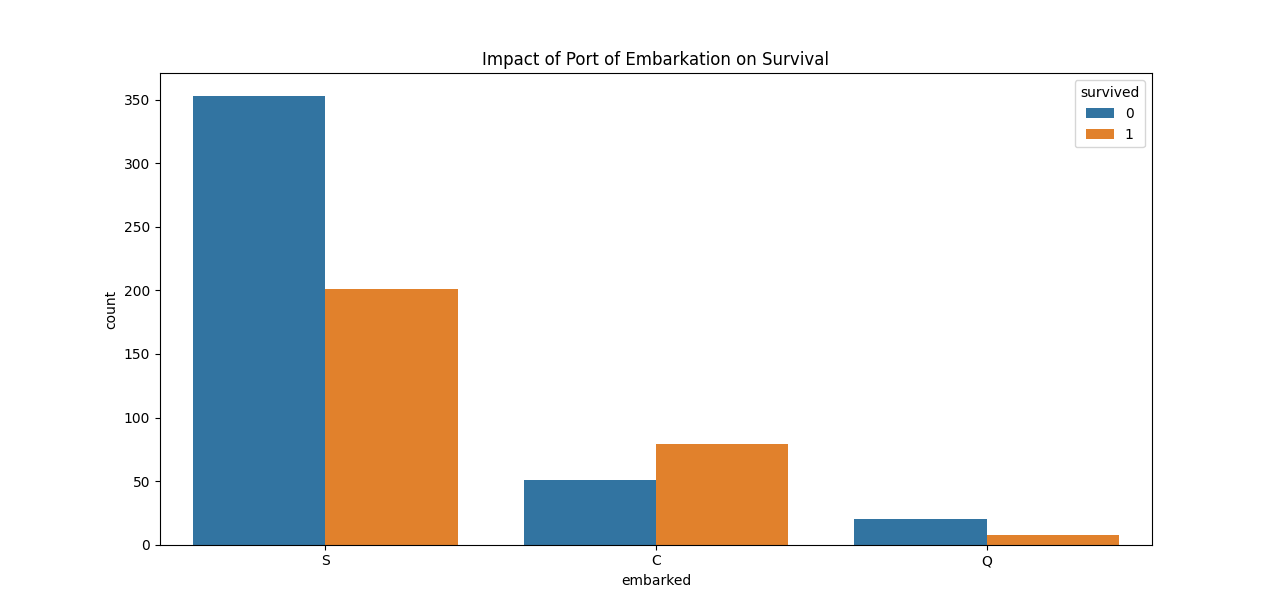 Impact of Port of Embarkation on Survival
survived
0
1
350
300
250
200
150
100
50
0
count
S
C
Q
embarked